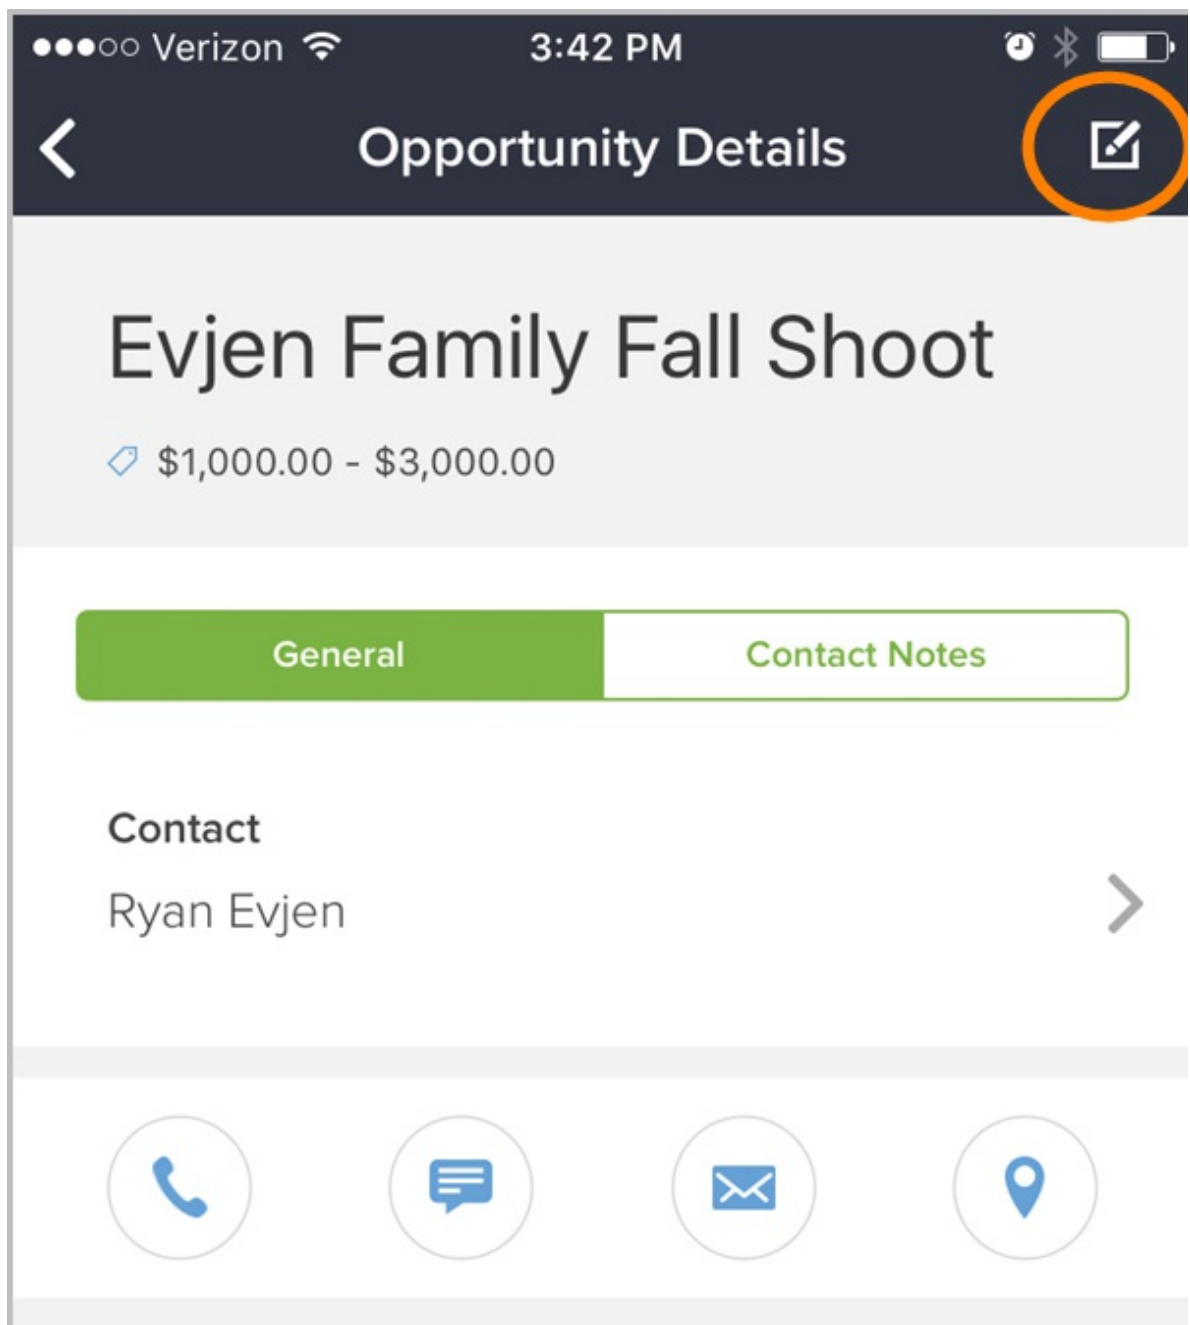 Verizon 3:42 PM
Opportunity Details
Evjen Family Fall Shoot
$1,000.00 - $3,000.00
General Contact Notes
Contact
Ryan Evjen